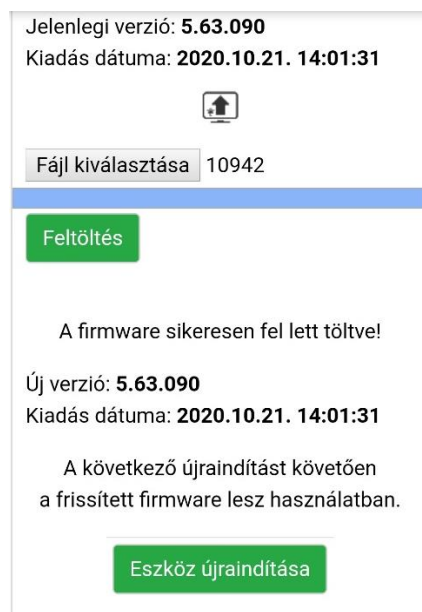 Jelenlegi verzió: 5.63.090
Kiadás dátuma: 2020.10.21. 14:01:31
Fájl kiválasztása 10942
Feltöltés
A firmware sikeresen fel lett töltve!
Új verzió: 5.63.090
Kiadás dátuma: 2020.10.21. 14:01:31
A következő újraindítást követően
a frissített firmware lesz használatban.
Eszköz újraindítása